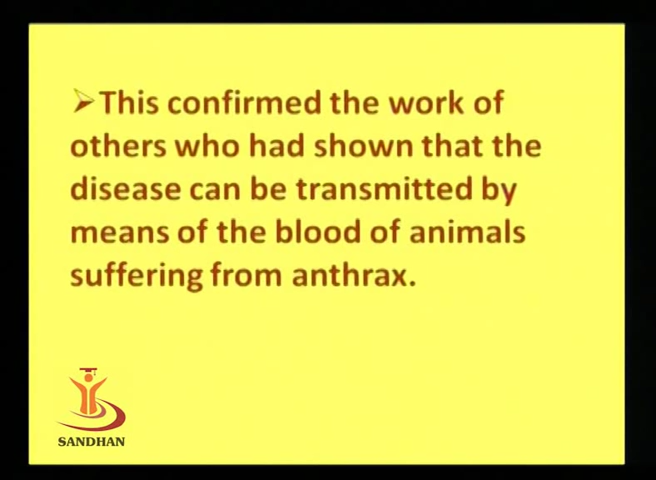 ➢This confirmed the work of
others who had shown that the
disease can be transmitted by
means of the blood of animals
suffering from anthrax.
SANDHAN